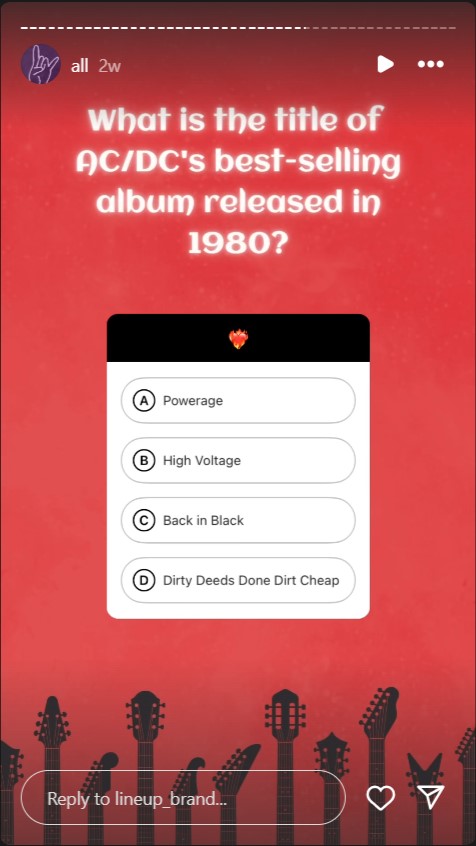 all 2w
What is the title of
AC/DC's best-selling
album released in
1980?
A Powerage
B High Voltage
C Back in Black
D Dirty Deeds Done Dirt Cheap
Reply to lineup_brand...